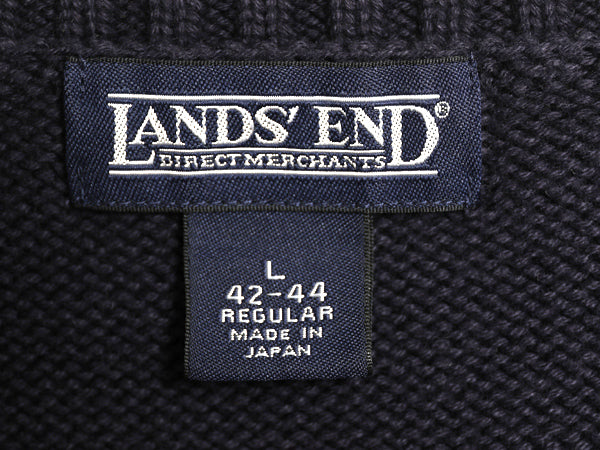 LANDS' END®
DIRECT MERCHANTS
L
42-44
REGULAR
MADE IN
JAPAN